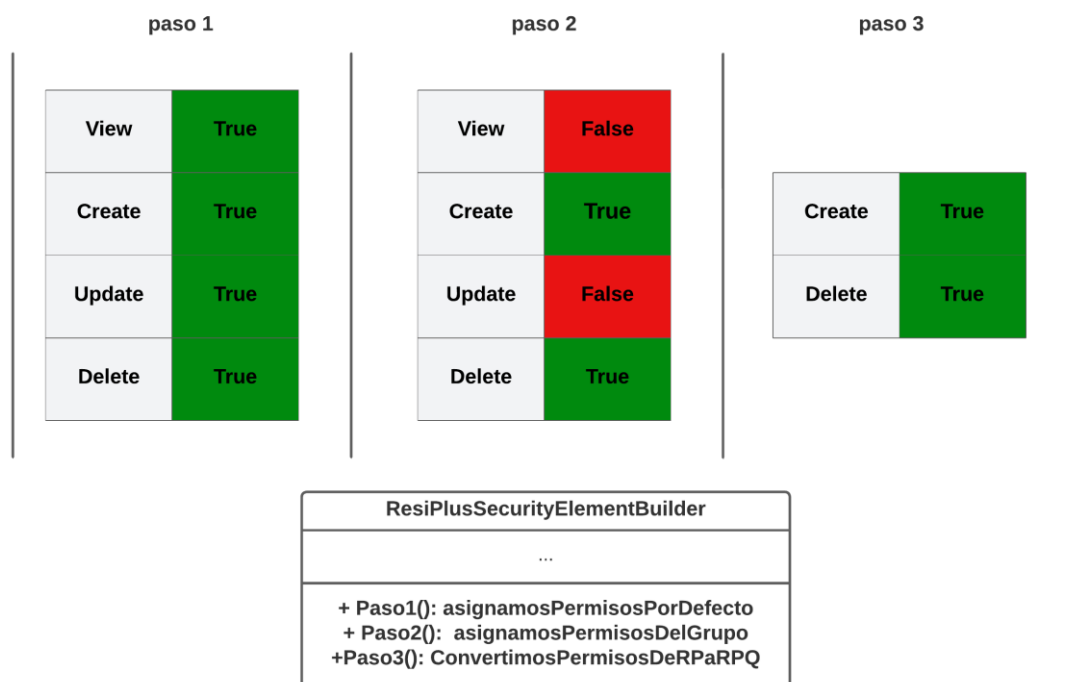 paso 1
paso 2
paso 3
View True
Create True
Update True
Delete True
View False
Create True
Update False
Delete True
Create True
Delete True
ResiPlusSecurityElementBuilder
...
+ Paso1(): asignamosPermisosPorDefecto
+ Paso2(): asignamosPermisosDelGrupo
+Paso3(): ConvertimosPermisosDeRPaRPQ